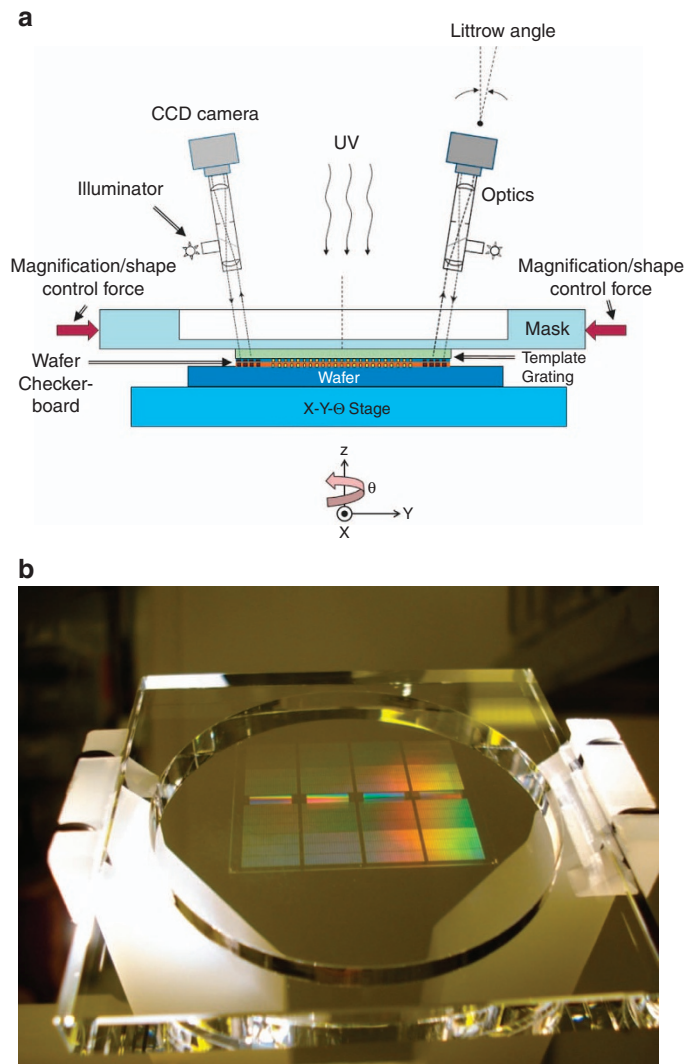 a
Littrow angle
CCD camera
UV
Illuminator
Optics
Magnification/shape
control force
Magnification/shape
control force
Mask
Wafer
Checker-
board
Template
Grating
Wafer
X-Y-Θ Stage
z
θ
Y
X
b